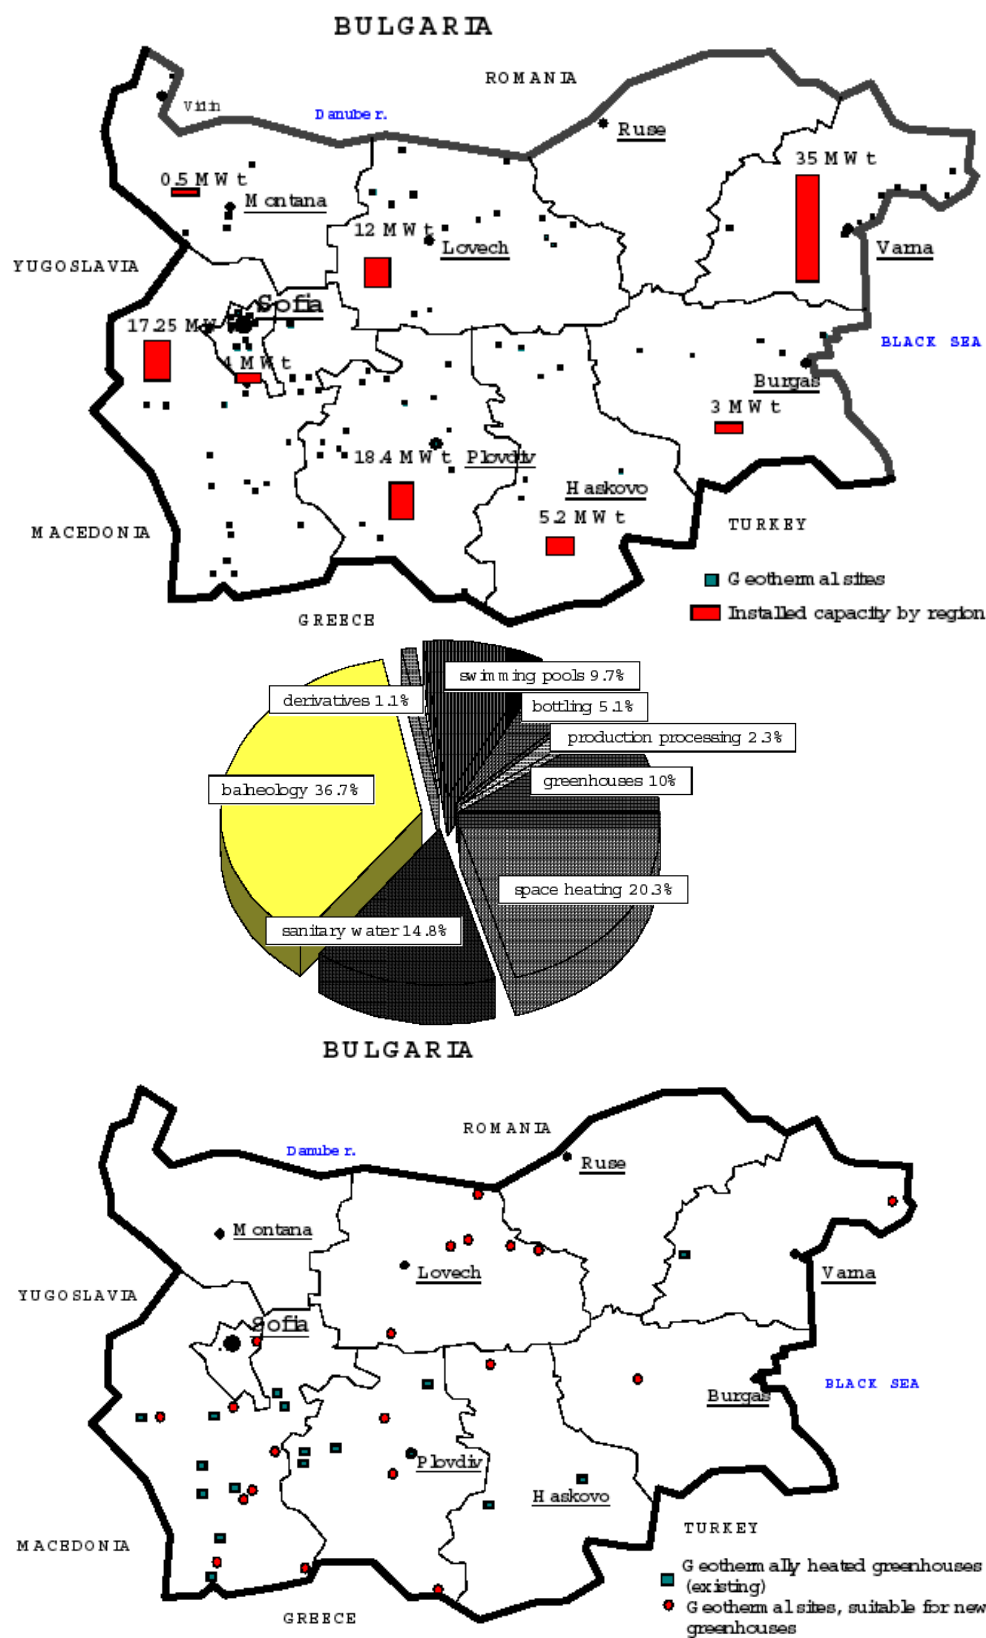 BULGARIA
ROMANIA
Vidin
Danube r.
Ruse
35 MWt
0.5 MWt
Montana
12 MWt
Lovech
Varna
YUGOSLAVIA
Sofia
17.25 MW
BLACK SEA
4 MWt
Burgas
3 MWt
18.4 MWt
Plovdiv
Haskovo
5.2 MWt
TURKEY
MACEDONIA
Geothermal sites
Installed capacity by region
GREECE
swimming pools 9.7%
derivatives 1.1%
bottling 5.1%
production processing 2.3%
greenhouses 10%
balneology 36.7%
space heating 20.3%
sanitary water 14.8%
BULGARIA
ROMANIA
Danube r.
Ruse
Montana
Lovech
Varna
YUGOSLAVIA
Sofia
BLACK SEA
Burgas
Plovdiv
Haskovo
TURKEY
MACEDONIA
Geothermally heated greenhouses
(existing)
Geothermal sites, suitable for new
greenhouses
GREECE